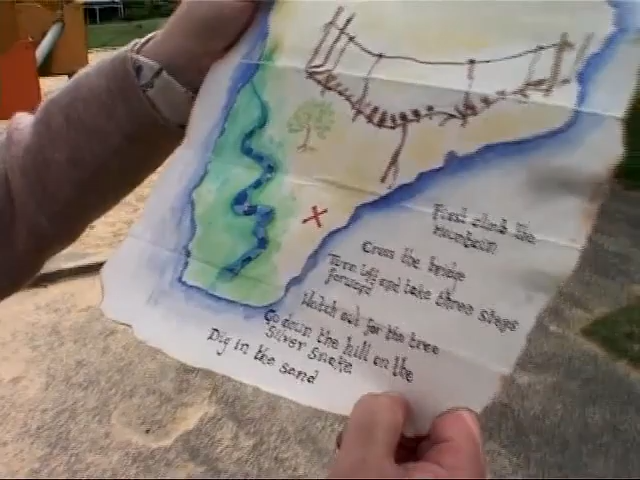 First climb the
mountain
Cross the bridge
Turn left and take three steps
forward
Watch out for the tree
Go down the hill on the
silver snake
Dig in the sand
X